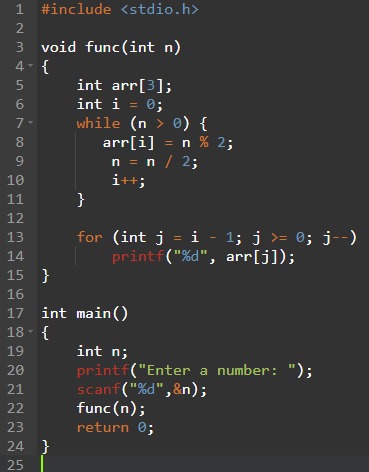 1 #include <stdio.h>
2
3 void func(int n)
4 {
5     int arr[3];
6     int i = 0;
7     while (n > 0) {
8        arr[i] = n % 2;
9         n = n / 2;
10         i++;
11     }
12
13     for (int j = i - 1; j >= 0; j--)
14         printf("%d", arr[j]);
15 }
16
17 int main()
18 {
19     int n;
20     printf("Enter a number: ");
21     scanf("%d",&n);
22     func(n);
23     return 0;
24 }
25